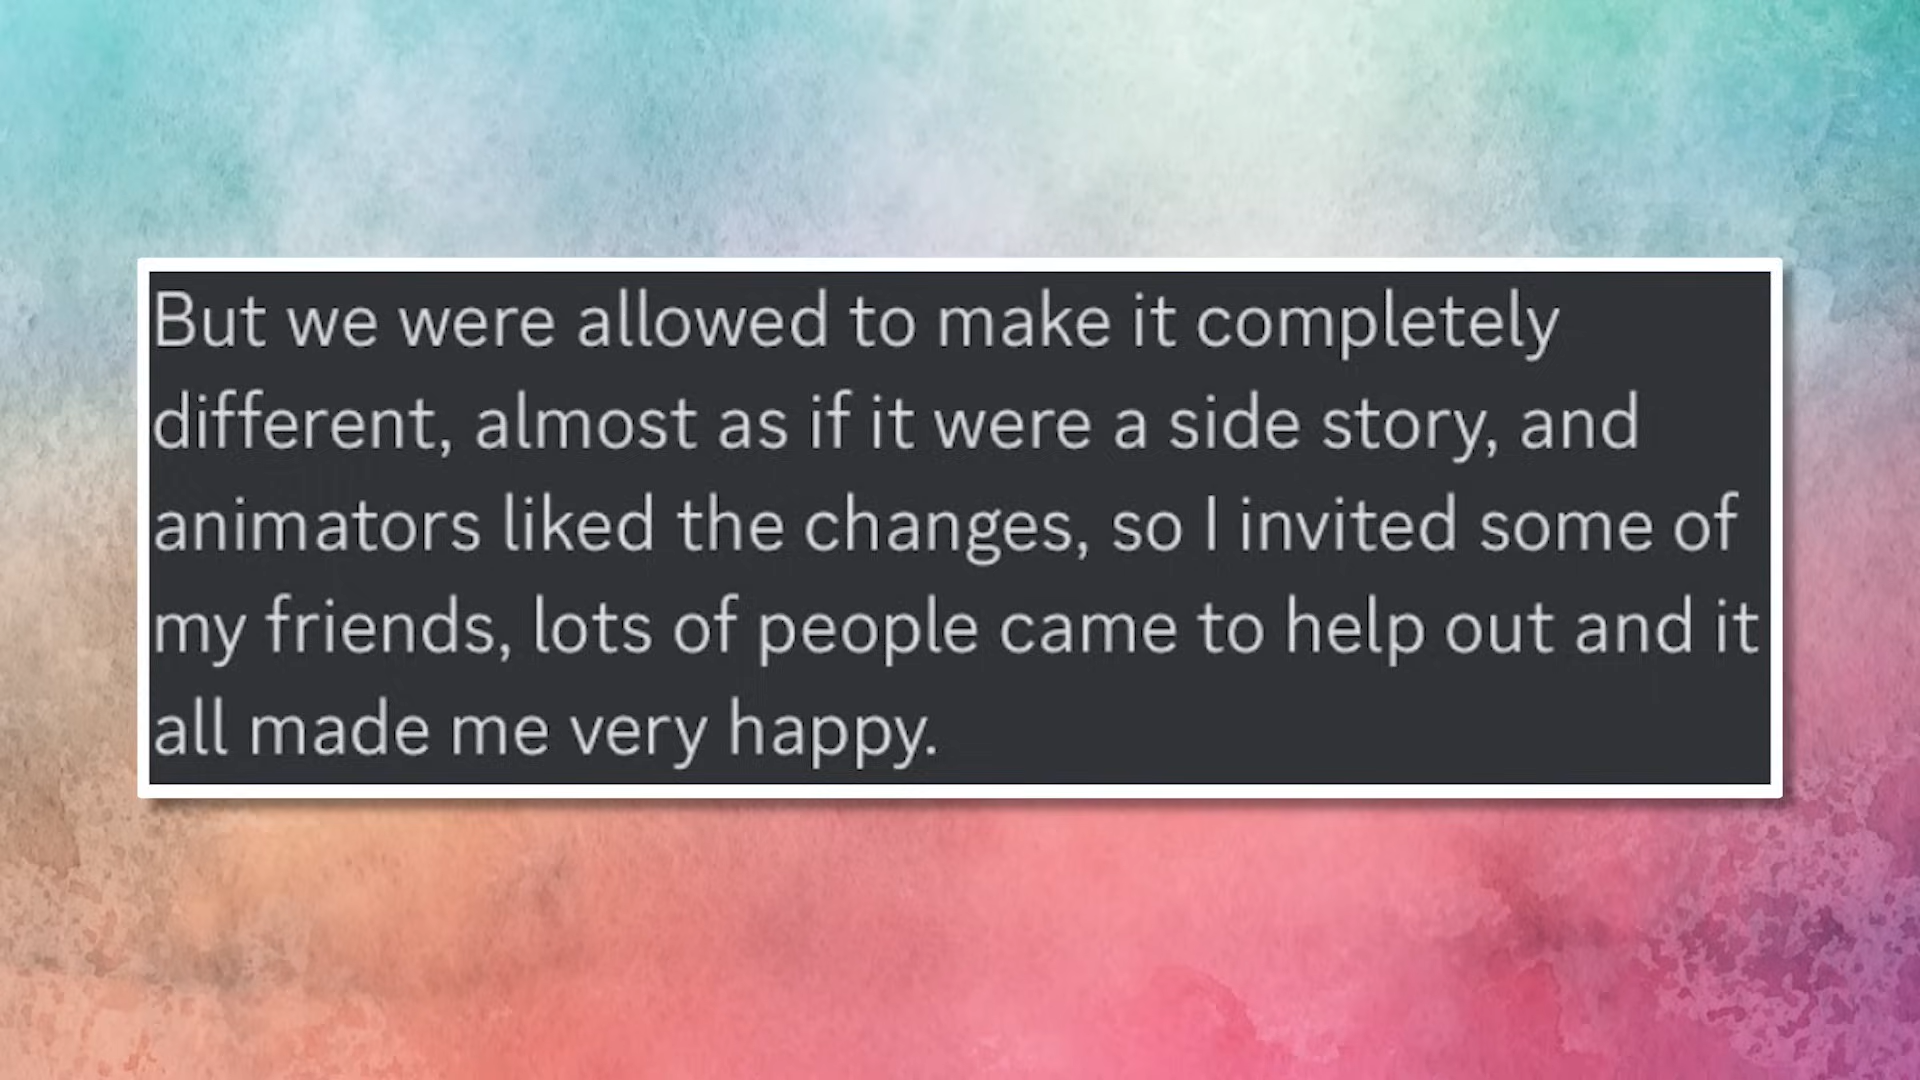 But we were allowed to make it completely
different, almost as if it were a side story, and
animators liked the changes, so I invited some of
my friends, lots of people came to help out and it
all made me very happy.